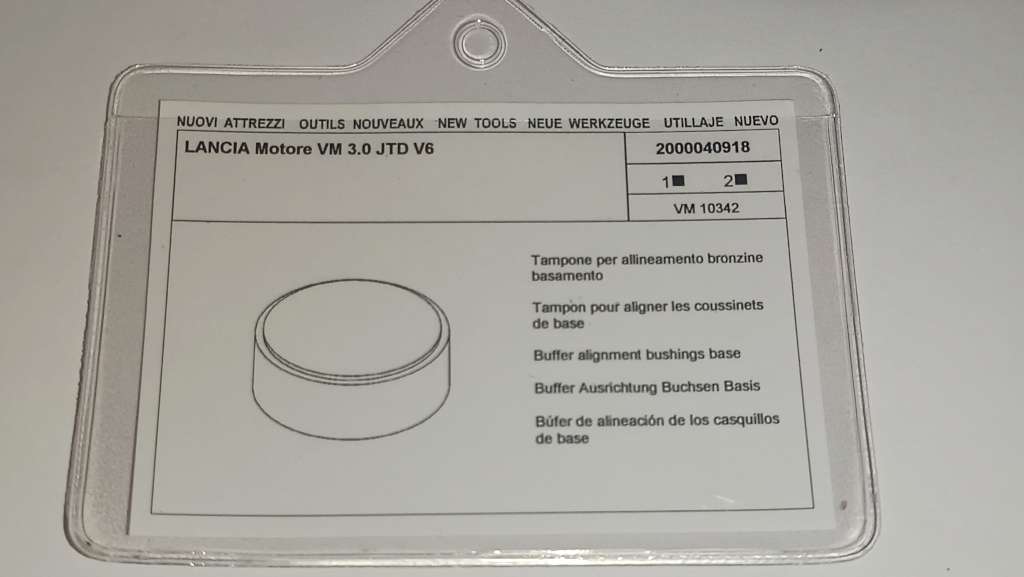 NUOVI ATTREZZI OUTILS NOUVEAUX NEW TOOLS NEUE WERKZEUGE UTILLAJE NUEVO
LANCIA Motore VM 3.0 JTD V6
2000040918
1■ 2■
VM 10342
Tampone per allineamento bronzine
basamento
Tampon pour aligner les coussinets
de base
Buffer alignment bushings base
Buffer Ausrichtung Buchsen Basis
Búfer de alineación de los casquillos
de base